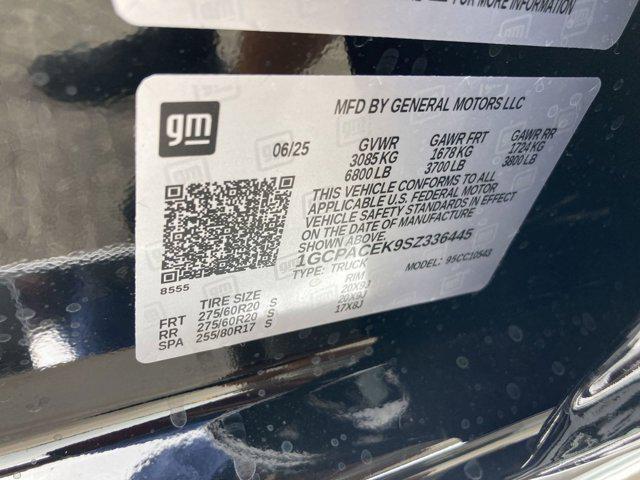 FOR MORE INFORMATION
gm
MFD BY GENERAL MOTORS LLC
06/25 GVWR GAWR FRT GAWR RR
3085 KG 1678 KG 1724 KG
6800 LB 3700 LB 3800 LB
THIS VEHICLE CONFORMS TO ALL
APPLICABLE U.S. FEDERAL MOTOR
VEHICLE SAFETY STANDARDS IN EFFECT
ON THE DATE OF MANUFACTURE
SHOWN ABOVE.
1GCPACEK9SZ336445
TYPE: TRUCK MODEL: 95CC10543
8555
TIRE SIZE RIM
FRT 275/60R20 S 20X9J
RR 275/60R20 S 20X9J
SPA 255/80R17 S 17X8J